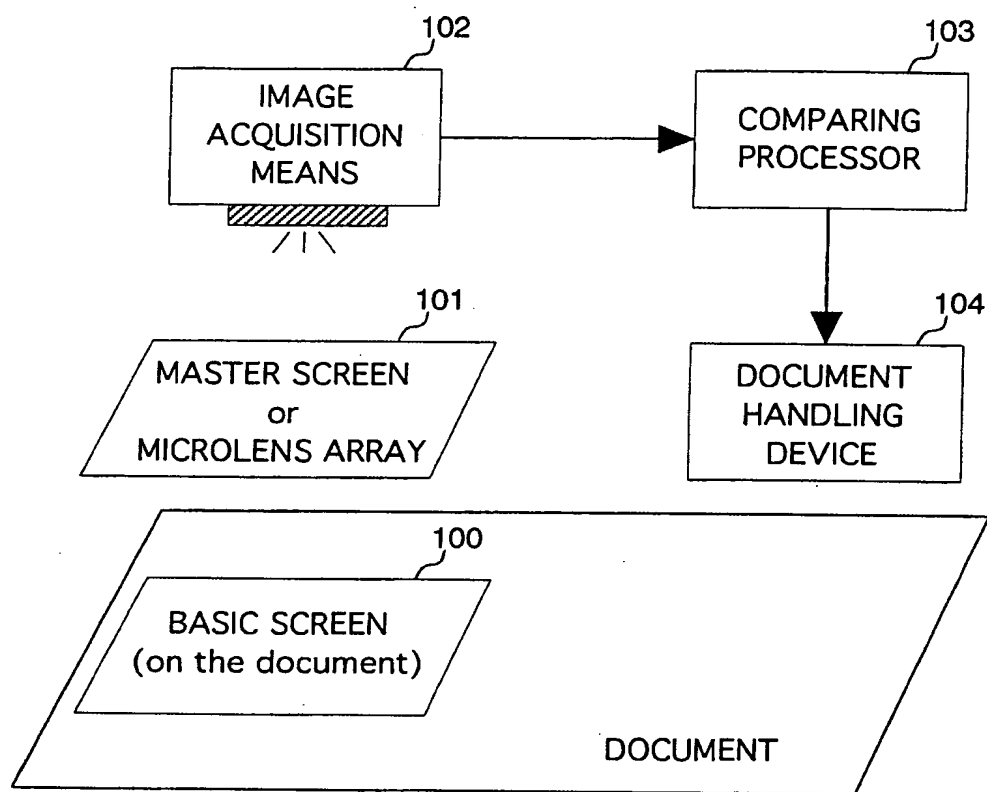 102
IMAGE
ACQUISITION
MEANS
103
COMPARING
PROCESSOR
101
MASTER SCREEN
or
MICROLENS ARRAY
104
DOCUMENT
HANDLING
DEVICE
100
BASIC SCREEN
(on the document)
DOCUMENT